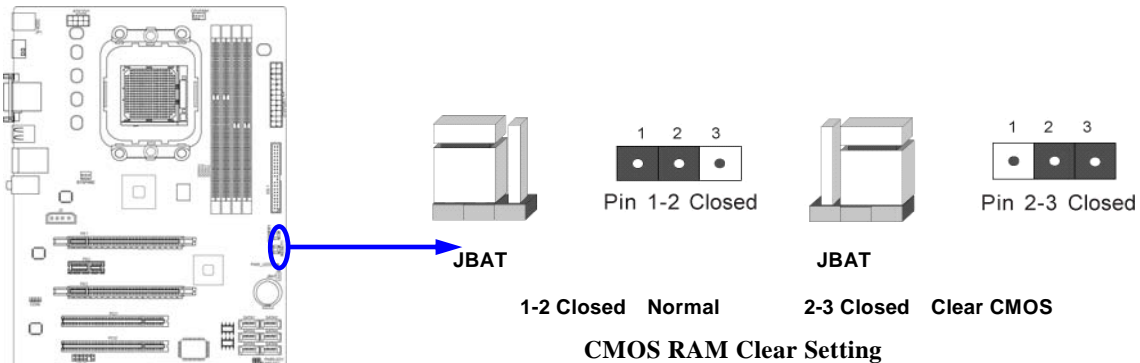 1 2 3
Pin 1-2 Closed
1 2 3
Pin 2-3 Closed
JBAT
JBAT
1-2 Closed Normal
2-3 Closed Clear CMOS
CMOS RAM Clear Setting